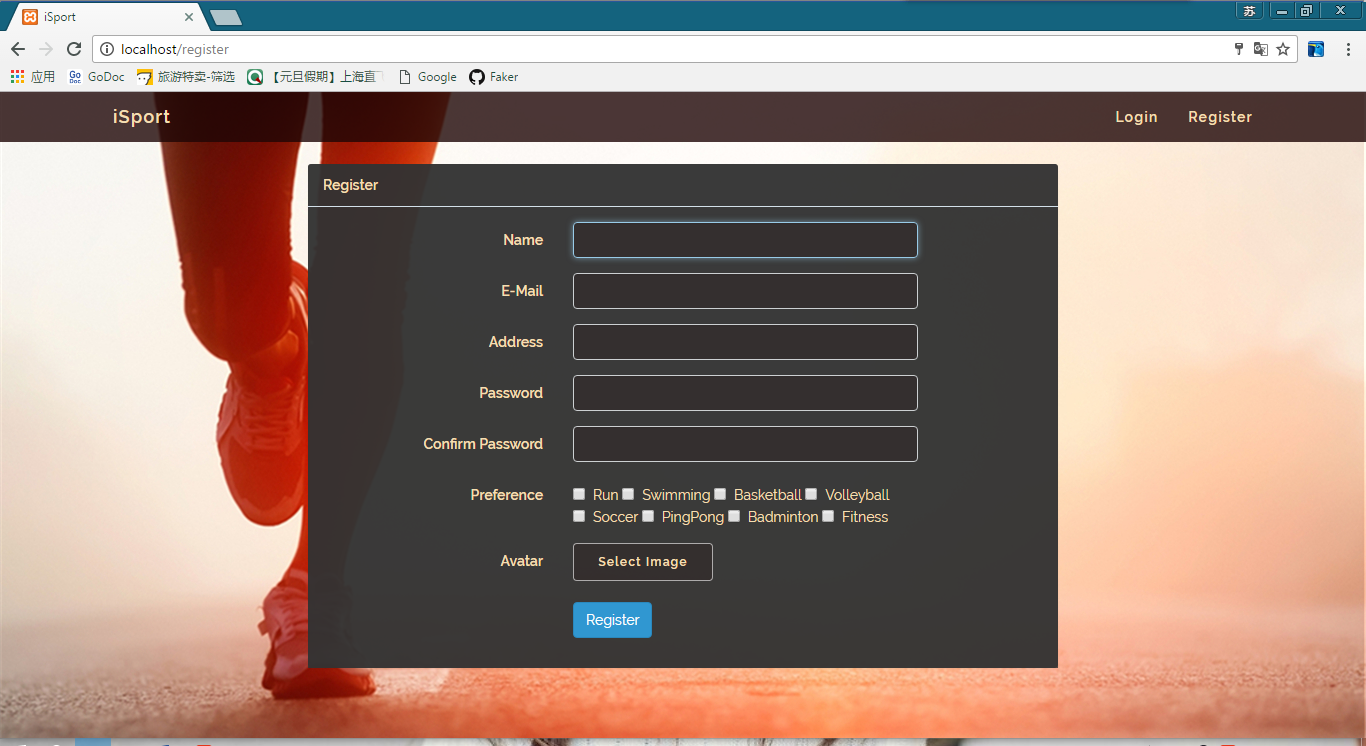 iSport
苏
localhost/register
应用 GoDoc 旅游特卖-筛选 【元旦假期】上海直 Google Faker
iSport Login Register
Register
Name
E-Mail
Address
Password
Confirm Password
Preference Run Swimming Basketball Volleyball
Soccer PingPong Badminton Fitness
Avatar Select Image
Register